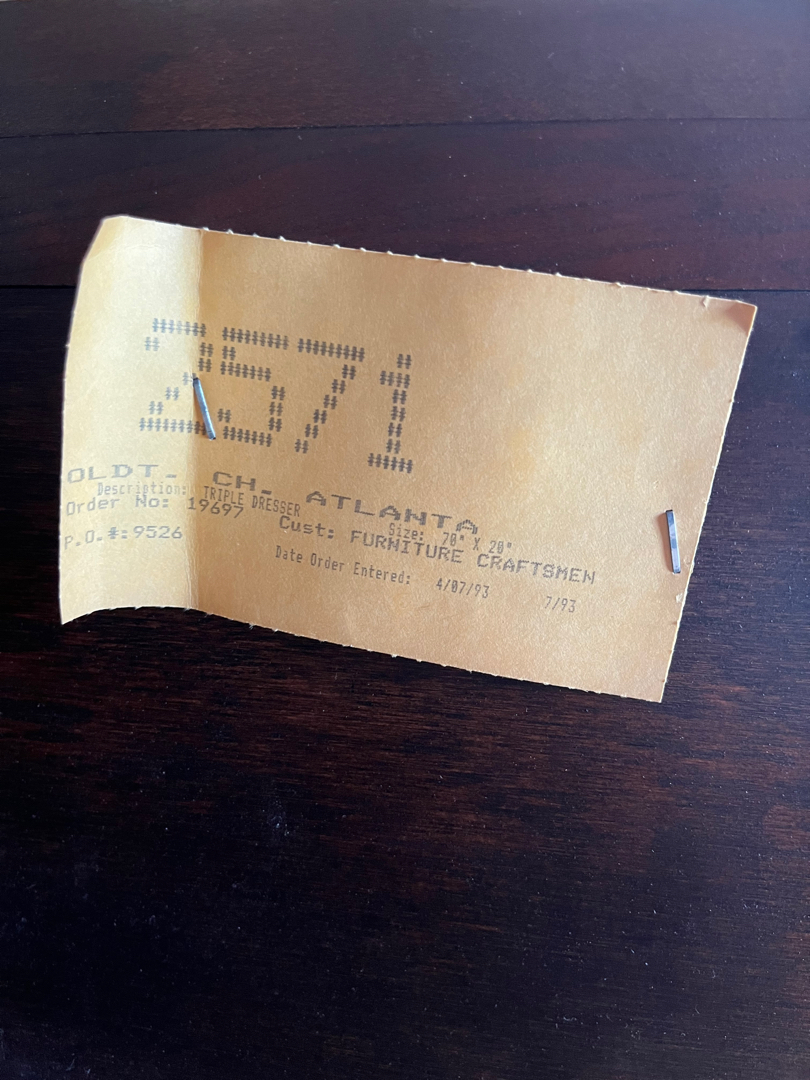 2571
OLDT. CH. ATLANTA
Description: TRIPLE DRESSER Size: 70" X 20"
Order No: 19697 Cust: FURNITURE CRAFTSMEN
P.O.#: 9526 Date Order Entered: 4/07/93 7/93